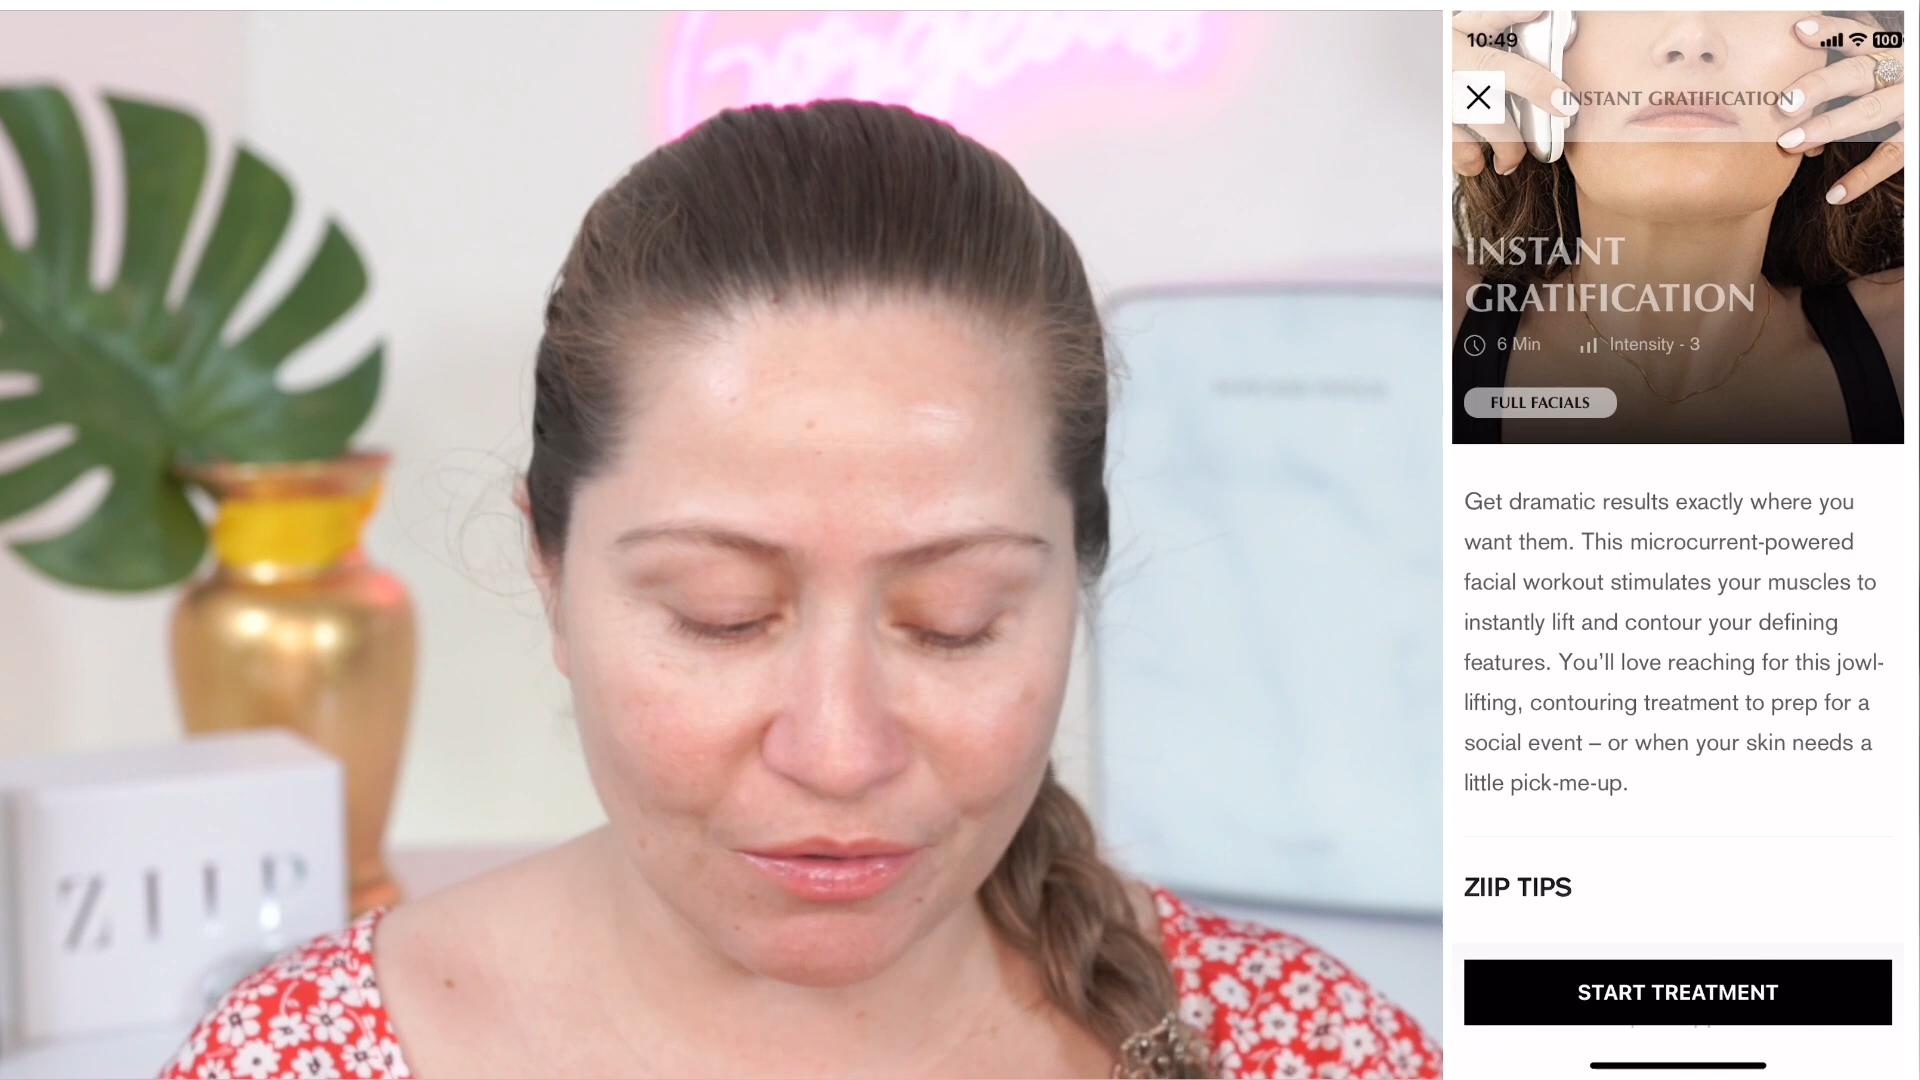 gorgeous
ZIIP
10:49
100
INSTANT GRATIFICATION
INSTANT
GRATIFICATION
6 Min
Intensity - 3
FULL FACIALS
Get dramatic results exactly where you
want them. This microcurrent-powered
facial workout stimulates your muscles to
instantly lift and contour your defining
features. You’ll love reaching for this jowl-
lifting, contouring treatment to prep for a
social event – or when your skin needs a
little pick-me-up.
ZIIP TIPS
START TREATMENT